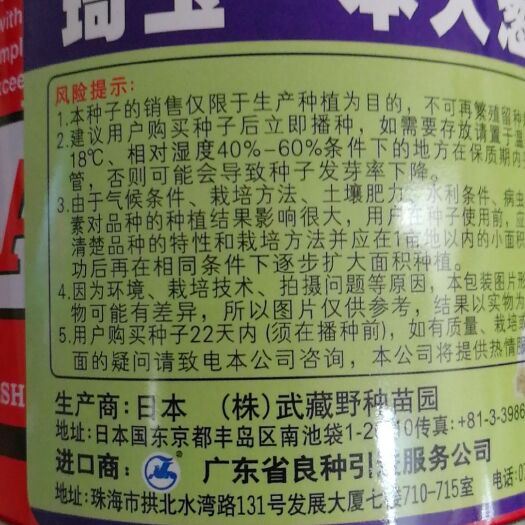 琦玉一本大葱
风险提示:
1.本种子的销售仅限于生产种植为目的，不可再繁殖留种
2.建议用户购买种子后立即播种，如需要存放请置于温
18℃、相对湿度40%-60%条件下的地方在保质期内
管，否则可能会导致种子发芽率下降。
3.由于气候条件、栽培方法、土壤肥力、水利条件、病虫
素对品种的种植结果影响很大，用户在种子使用前，应
清楚品种的特性和栽培方法并应在1亩地以内的小面积
功后再在相同条件下逐步扩大面积种植。
4.因为环境、栽培技术、拍摄问题等原因，本包装图片形
物可能有差异，所以图片仅供参考，结果以实物为
5.用户购买种子22天内(须在播种前)，如有质量、栽培
面的疑问请致电本公司咨询，本公司将提供热情
生产商:日本 (株)武藏野种苗园
地址:日本国东京都丰岛区南池袋1-2 10传真:+81-3-3986
进口商: 广东省良种引 服务公司
地址:珠海市拱北水湾路131号发展大厦七楼710-715室 电话:07
with
SH